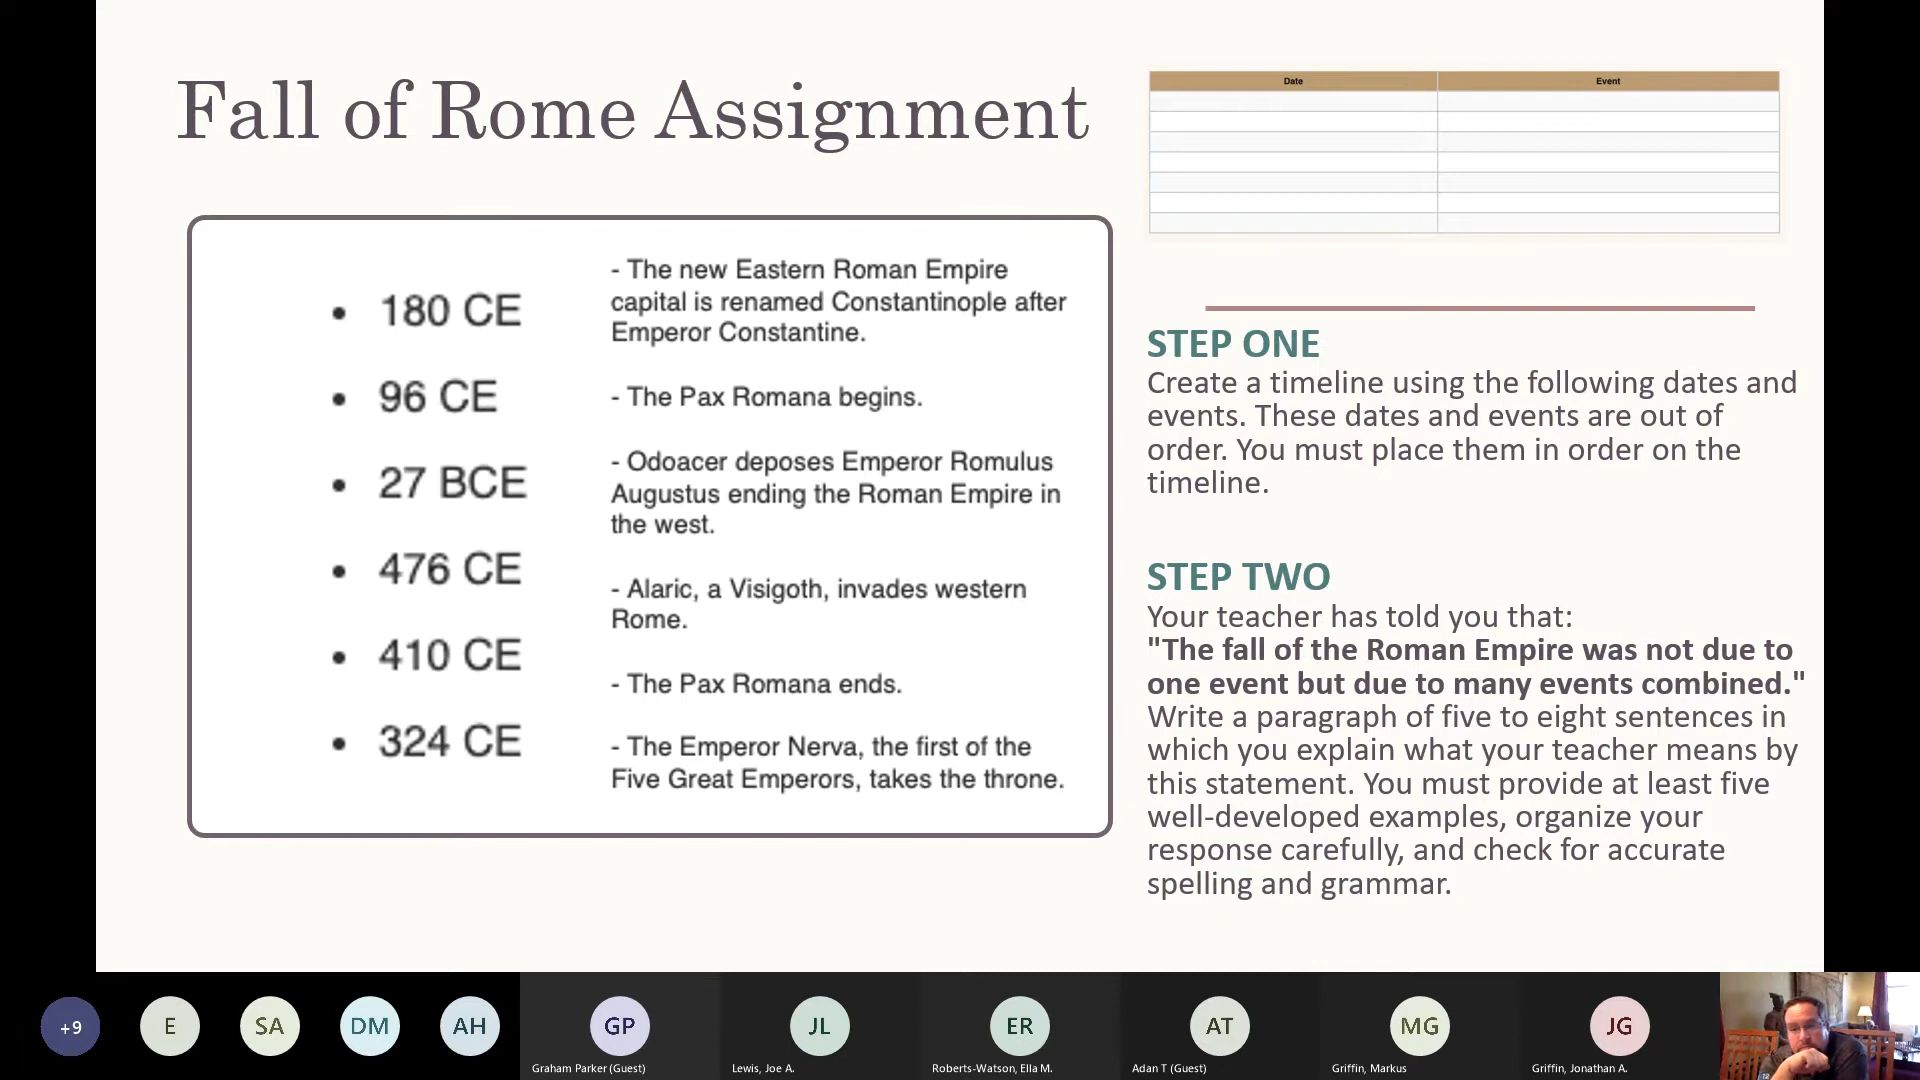 Fall of Rome Assignment
• 180 CE
• 96 CE
• 27 BCE
• 476 CE
• 410 CE
• 324 CE
- The new Eastern Roman Empire
capital is renamed Constantinople after
Emperor Constantine.
- The Pax Romana begins.
- Odoacer deposes Emperor Romulus
Augustus ending the Roman Empire in
the west.
- Alaric, a Visigoth, invades western
Rome.
- The Pax Romana ends.
- The Emperor Nerva, the first of the
Five Great Emperors, takes the throne.
Date Event
STEP ONE
Create a timeline using the following dates and
events. These dates and events are out of
order. You must place them in order on the
timeline.
STEP TWO
Your teacher has told you that:
"The fall of the Roman Empire was not due to
one event but due to many events combined."
Write a paragraph of five to eight sentences in
which you explain what your teacher means by
this statement. You must provide at least five
well-developed examples, organize your
response carefully, and check for accurate
spelling and grammar.
+9 E SA DM AH GP JL ER AT MG JG
Graham Parker (Guest) Lewis, Joe A. Roberts-Watson, Ella M. Adan T (Guest) Griffin, Markus Griffin, Jonathan A.